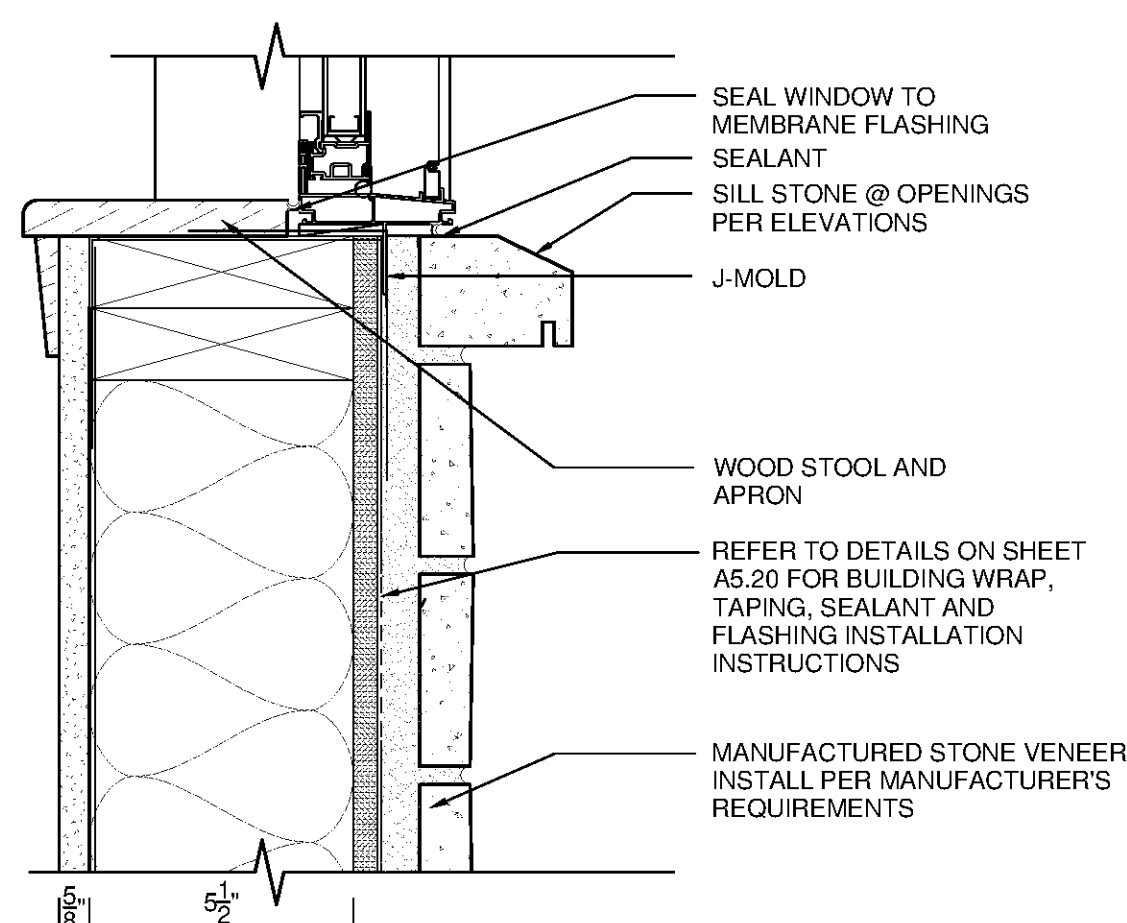 SEAL WINDOW TO
MEMBRANE FLASHING
SEALANT
SILL STONE @ OPENINGS
PER ELEVATIONS
J-MOLD
WOOD STOOL AND
APRON
REFER TO DETAILS ON SHEET
A5.20 FOR BUILDING WRAP,
TAPING, SEALANT AND
FLASHING INSTALLATION
INSTRUCTIONS
MANUFACTURED STONE VENEER
INSTALL PER MANUFACTURER'S
REQUIREMENTS
5/8" 5 1/2"